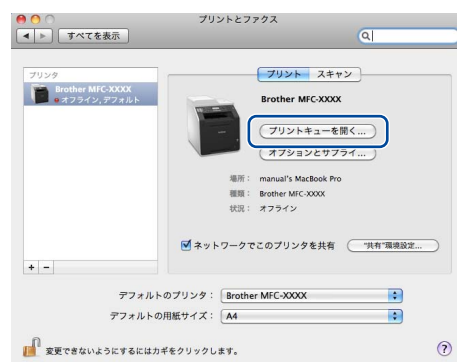 プリントとファクス
すべてを表示
プリンタ
Brother MFC-XXXX
オフライン, デフォルト
プリント スキャン
Brother MFC-XXXX
プリントキューを開く...
オプションとサプライ...
場所： manual's MacBook Pro
種類： Brother MFC-XXXX
状況： オフライン
ネットワークでこのプリンタを共有 "共有"環境設定...
+ −
デフォルトのプリンタ： Brother MFC-XXXX
デフォルトの用紙サイズ： A4
変更できないようにするにはカギをクリックします。 ?